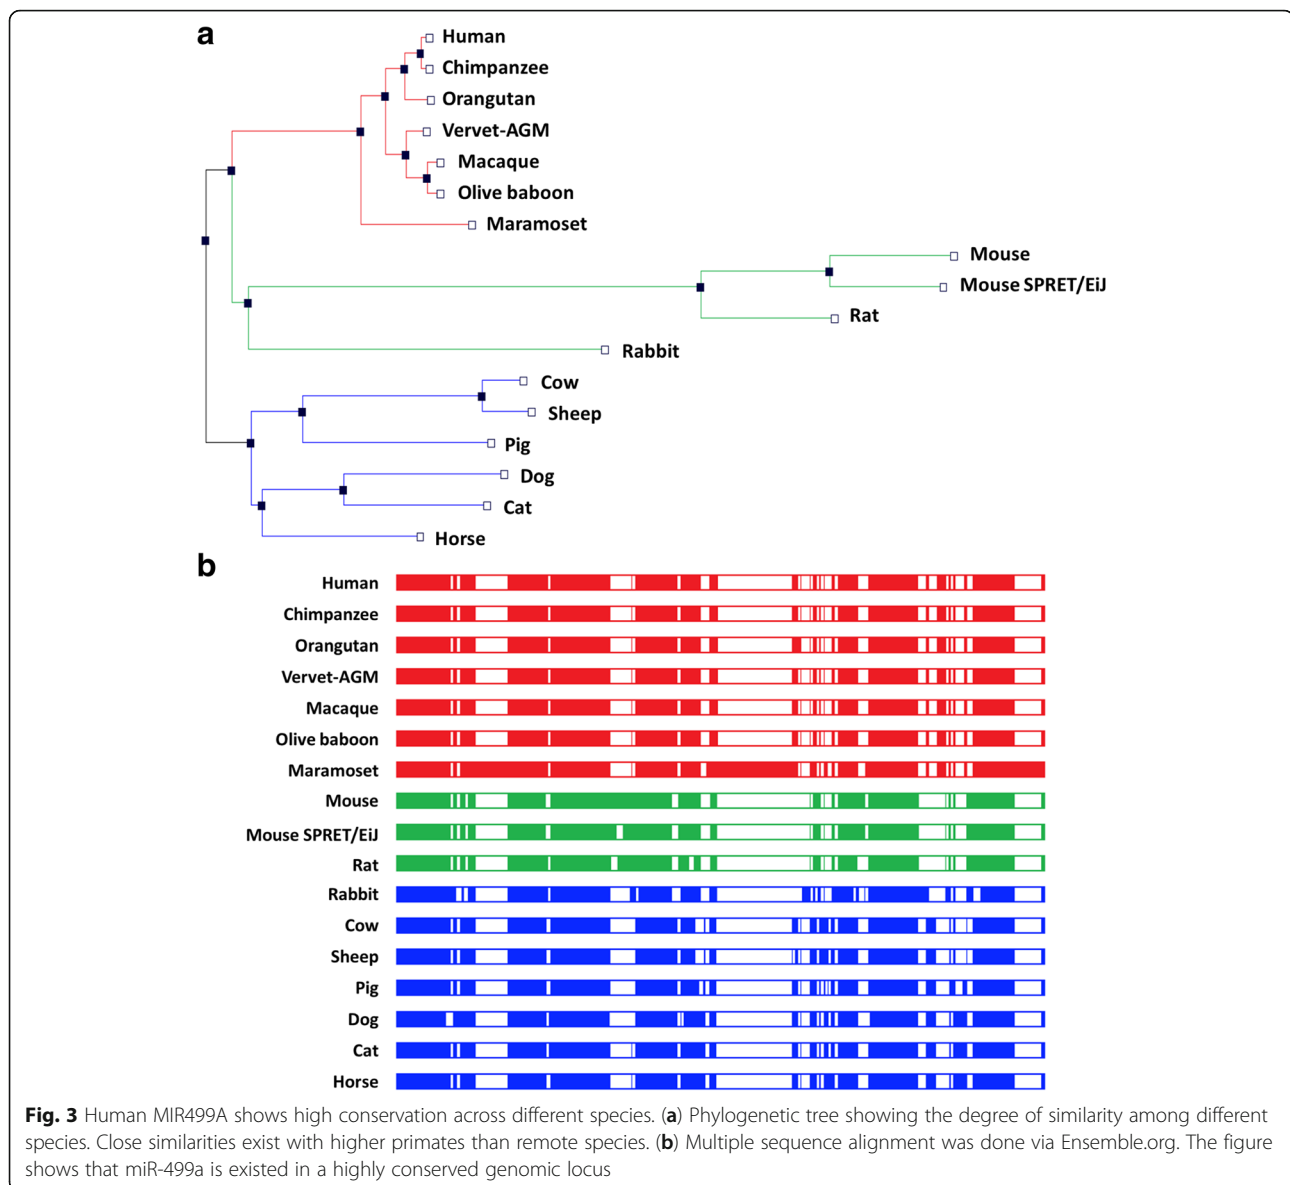 a
Human
Chimpanzee
Orangutan
Vervet-AGM
Macaque
Olive baboon
Maramoset
Mouse
Mouse SPRET/EiJ
Rat
Rabbit
Cow
Sheep
Pig
Dog
Cat
Horse
b
Human
Chimpanzee
Orangutan
Vervet-AGM
Macaque
Olive baboon
Maramoset
Mouse
Mouse SPRET/EiJ
Rat
Rabbit
Cow
Sheep
Pig
Dog
Cat
Horse
Fig. 3 Human MIR499A shows high conservation across different species. (a) Phylogenetic tree showing the degree of similarity among different
species. Close similarities exist with higher primates than remote species. (b) Multiple sequence alignment was done via Ensemble.org. The figure
shows that miR-499a is existed in a highly conserved genomic locus